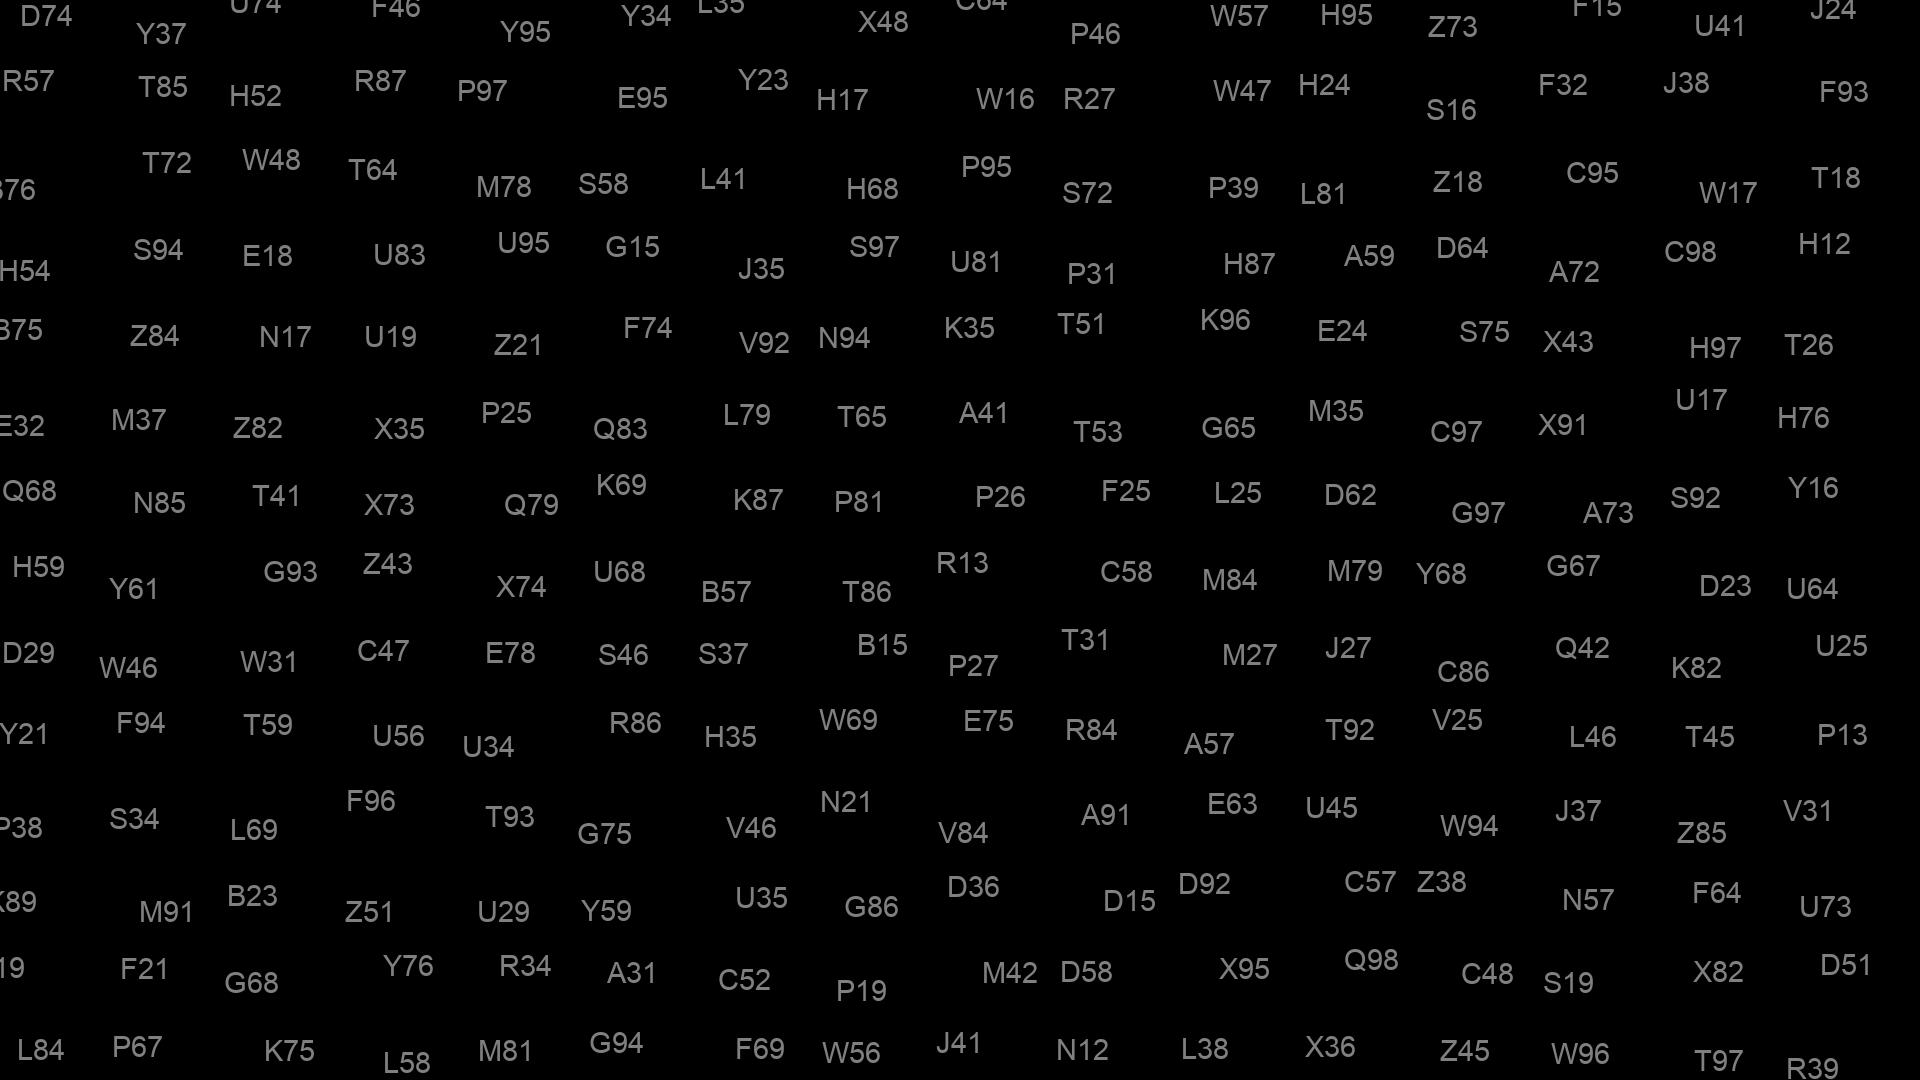 D74 Y37 U74 F46 Y95 Y34 L35 X48 C64 P46 W57 H95 Z73 F15 U41 J24
R57 T85 H52 R87 P97 E95 Y23 H17 W16 R27 W47 H24 S16 F32 J38 F93
T72 W48 T64 M78 S58 L41 H68 P95 S72 P39 L81 Z18 C95 W17 T18
H54 S94 E18 U83 U95 G15 J35 S97 U81 P31 H87 A59 D64 A72 C98 H12
B75 Z84 N17 U19 Z21 F74 V92 N94 K35 T51 K96 E24 S75 X43 H97 T26
E32 M37 Z82 X35 P25 Q83 L79 T65 A41 T53 G65 M35 C97 X91 U17 H76
Q68 N85 T41 X73 Q79 K69 K87 P81 P26 F25 L25 D62 G97 A73 S92 Y16
H59 Y61 G93 Z43 X74 U68 B57 T86 R13 C58 M84 M79 Y68 G67 D23 U64
D29 W46 W31 C47 E78 S46 S37 B15 P27 T31 M27 J27 C86 Q42 K82 U25
Y21 F94 T59 U56 U34 R86 H35 W69 E75 R84 A57 T92 V25 L46 T45 P13
P38 S34 L69 F96 T93 G75 V46 N21 V84 A91 E63 U45 W94 J37 Z85 V31
K89 M91 B23 Z51 U29 Y59 U35 G86 D36 D15 D92 C57 Z38 N57 F64 U73
19 F21 G68 Y76 R34 A31 C52 P19 M42 D58 X95 Q98 C48 S19 X82 D51
L84 P67 K75 L58 M81 G94 F69 W56 J41 N12 L38 X36 Z45 W96 T97 R39